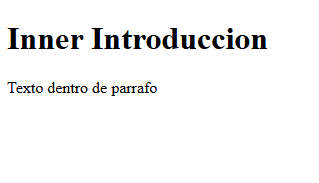 Inner Introduccion
Texto dentro de parrafo